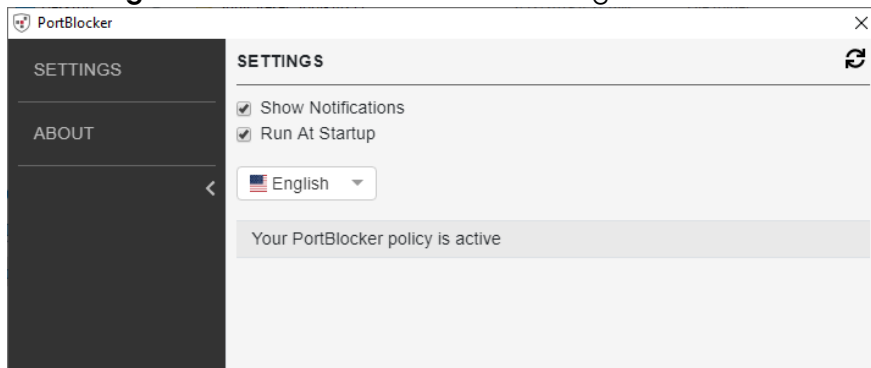 PortBlocker
SETTINGS
ABOUT
SETTINGS
Show Notifications
Run At Startup
English
Your PortBlocker policy is active